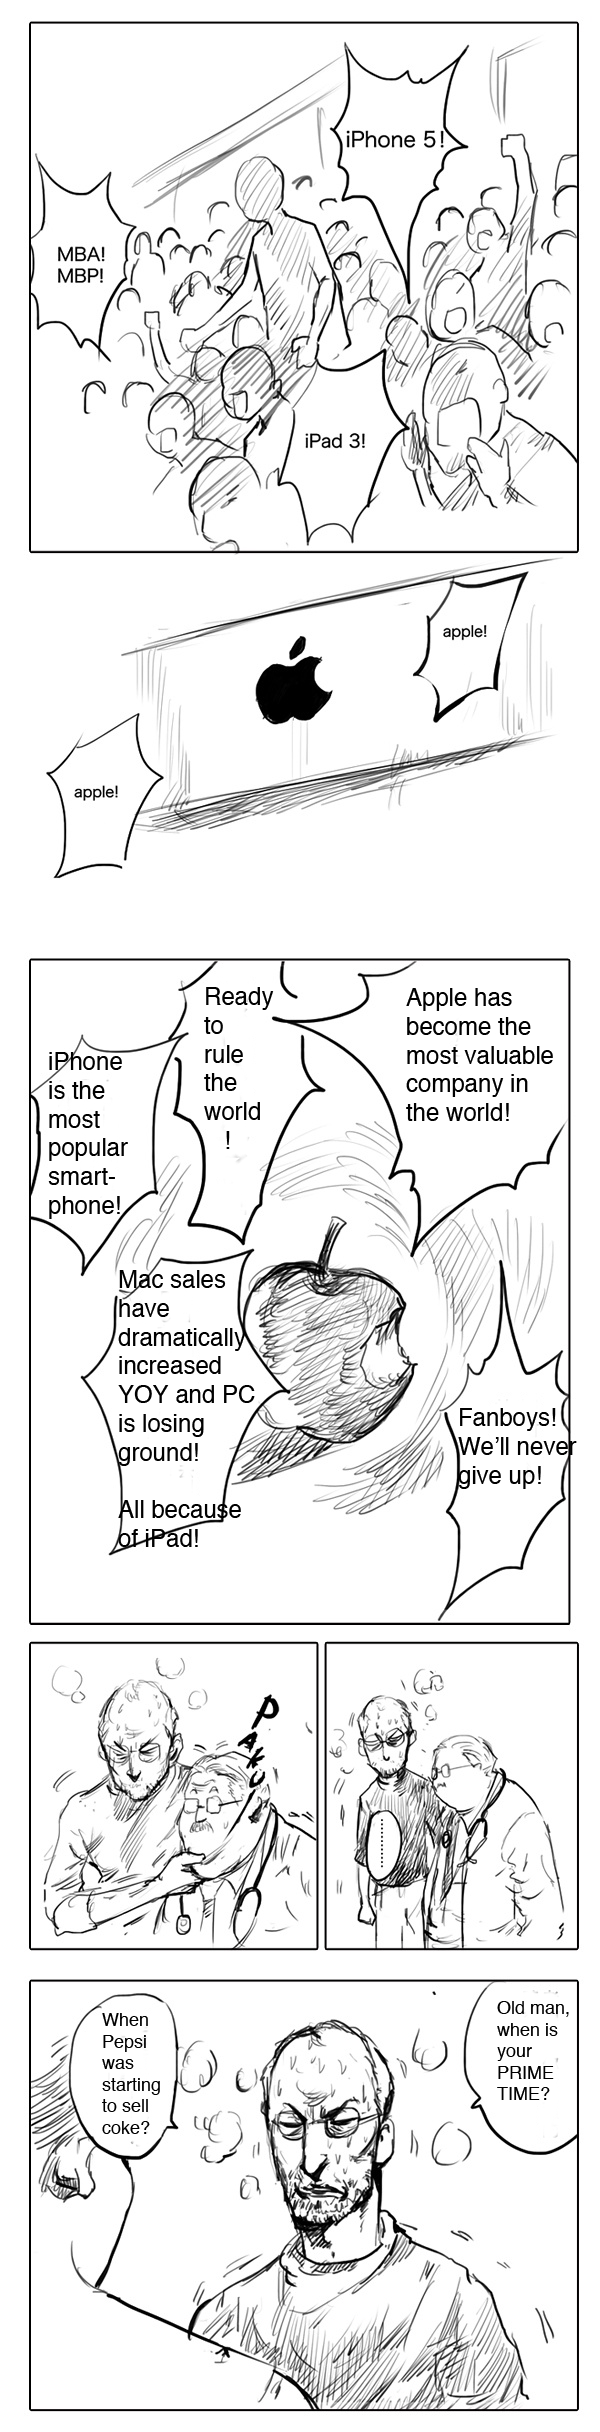 iPhone 5!
MBA!
MBP!
iPad 3!
apple!
apple!
Apple has
become the
most valuable
company in
the world!
Ready
to
rule
the
world
!
iPhone
is the
most
popular
smart-
phone!
Mac sales
have
dramatically
increased
YOY and PC
is losing
ground!
All because
of iPad!
Fanboys!
We'll never
give up!
PAKU
..........
Old man,
when is
your
PRIME
TIME?
When
Pepsi
was
starting
to sell
coke?